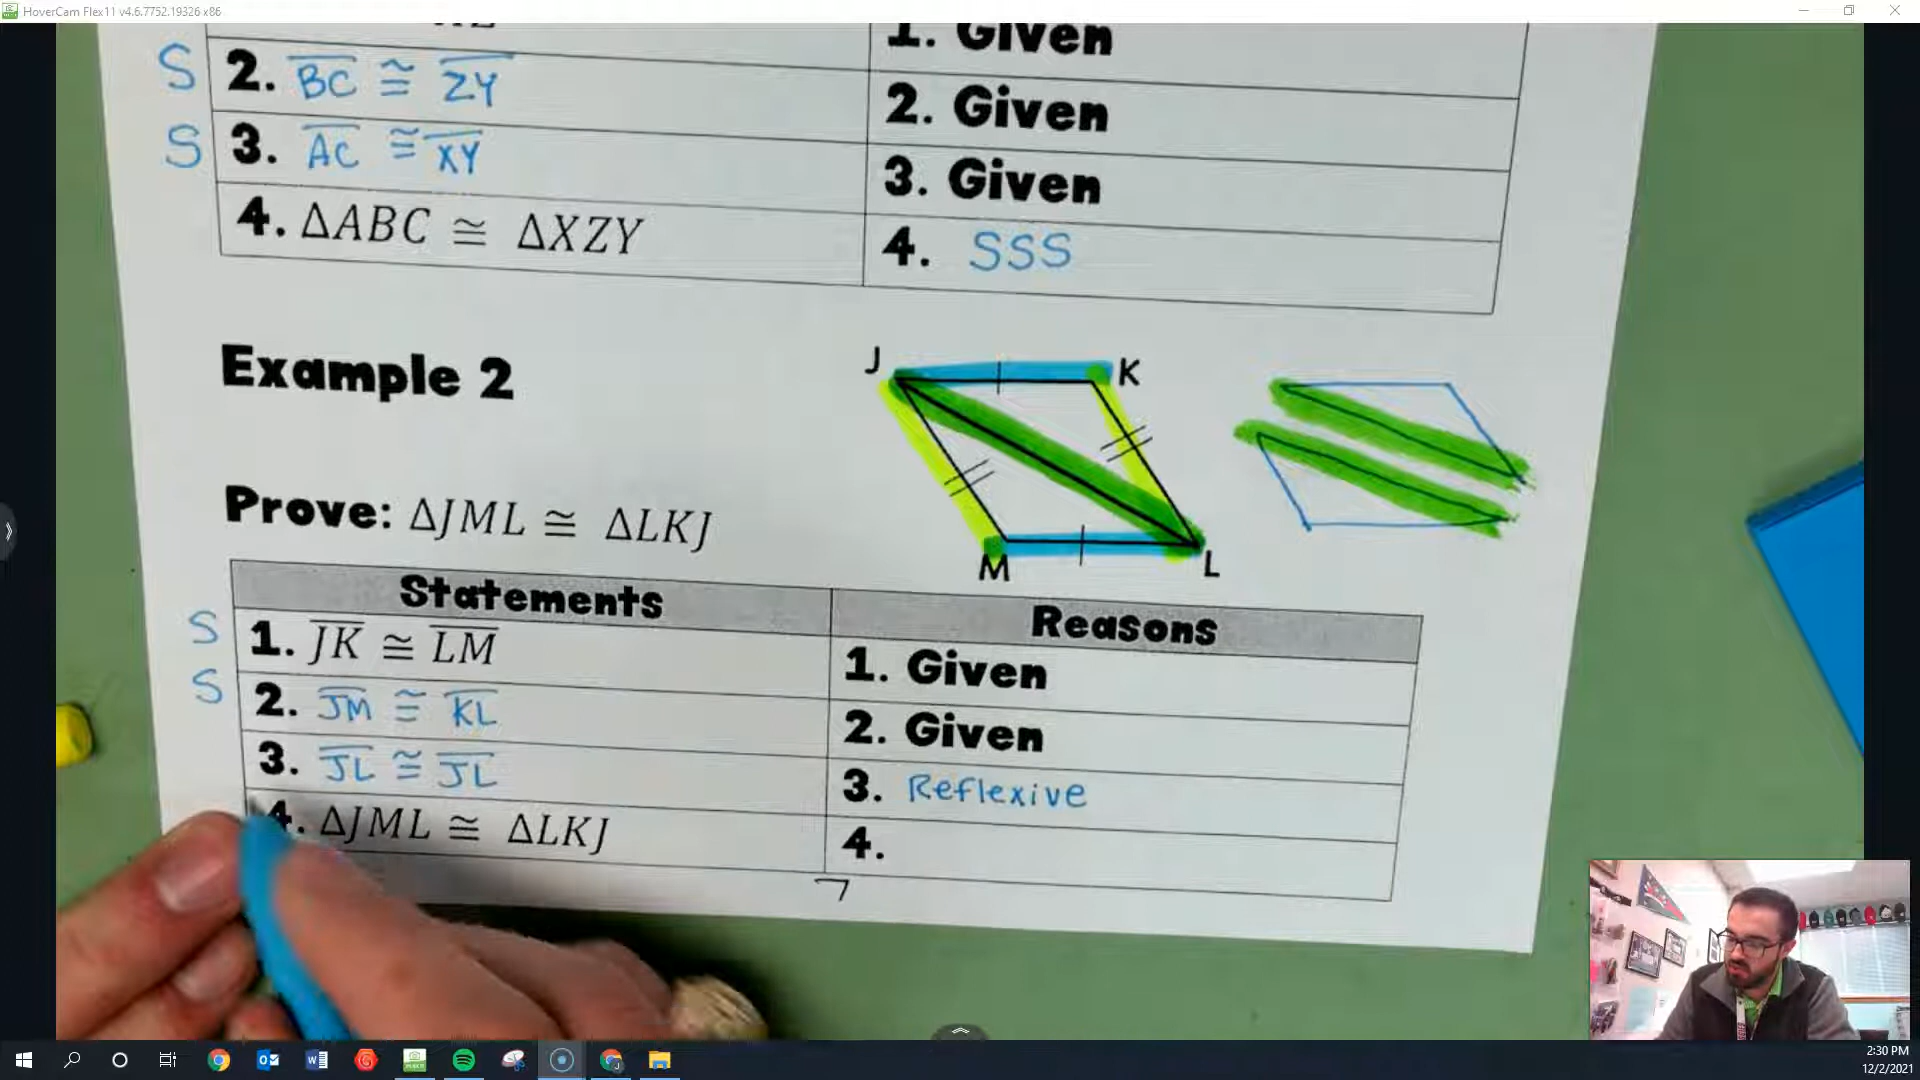 HoverCam Flex11 v4.6.7752.19326 x86
1. Given
S 2. BC ≅ ZY 2. Given
S 3. AC ≅ XY 3. Given
4. ΔABC ≅ ΔXZY 4. SSS
Example 2
J K
Prove: ΔJML ≅ ΔLKJ
M L
Statements Reasons
S 1. JK ≅ LM 1. Given
S 2. JM ≅ KL 2. Given
3. JL ≅ JL 3. Reflexive
4. ΔJML ≅ ΔLKJ 4.
7
2:30 PM
12/2/2021